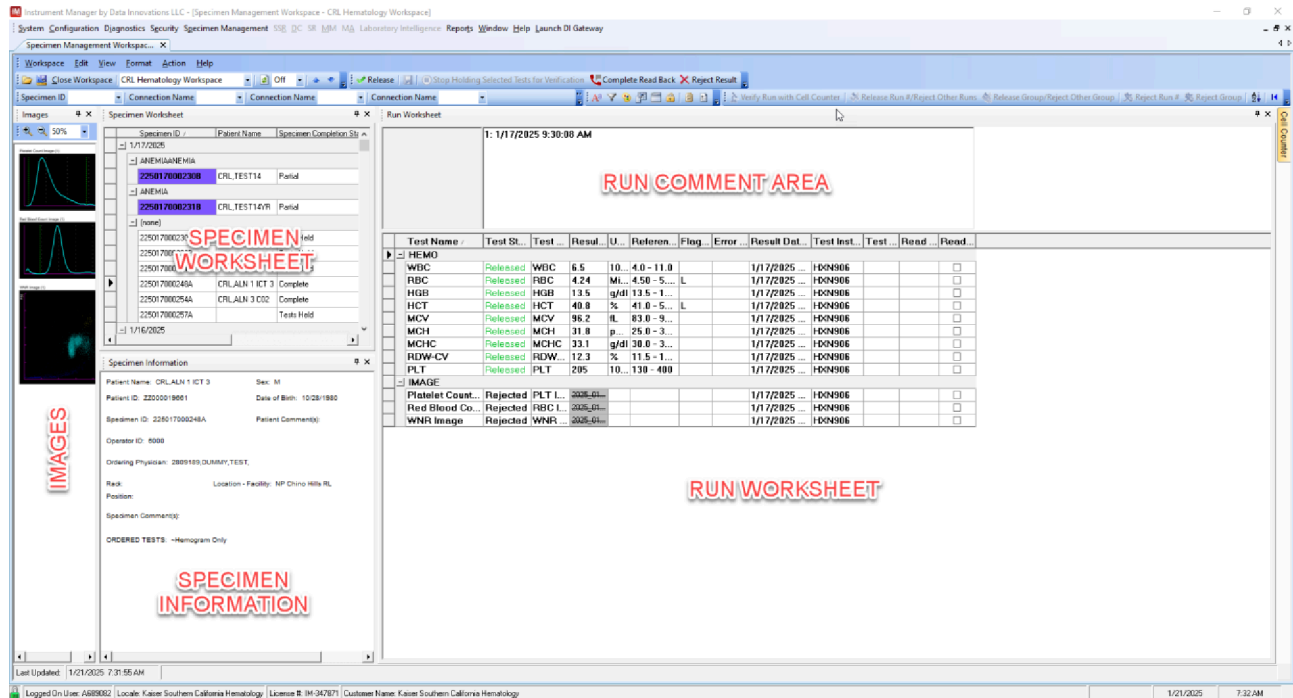 Instrument Manager by Data Innovations LLC - [Specimen Management Workspace - CRL Hematology Workspace]
System Configuration Diagnostics Security Specimen Management SSB QC SR MM MA Laboratory Intelligence Reports Window Help Launch DI Gateway
Specimen Management Workspac...
Workspace Edit View Format Action Help
Close Workspace CRL Hematology Workspace Off Release Stop Holding Selected Tests for Verification Complete Read Back Reject Result
Specimen ID Connection Name Connection Name Connection Name Verify Run with Cell Counter Release Run #/Reject Other Runs Release Group/Reject Other Group Reject Run # Reject Group
Images
50%
IMAGES
Specimen Worksheet
Specimen ID Patient Name Specimen Completion Sta
1/17/2025
ANEMIAANEMIA
225017000230B CRL,TEST14 Partial
ANEMIA
225017000231B CRL,TEST14YR Partial
(none)
SPECIMEN
WORKSHEET
225017000248A CRL,ALN 1 ICT 3 Complete
225017000254A CRL,ALN 3 CO2 Complete
225017000257A Tests Held
1/16/2025
Specimen Information
Patient Name: CRL,ALN 1 ICT 3 Sex: M
Patient ID: ZZ000019661 Date of Birth: 10/28/1980
Specimen ID: 225017000248A Patient Comment(s):
Operator ID: 6000
Ordering Physician: 2809189,DUMMY,TEST,
Rack: Location - Facility: NP Chino Hills RL
Position:
Specimen Comment(s):
ORDERED TESTS: ~Hemogram Only
SPECIMEN
INFORMATION
Run Worksheet
1: 1/17/2025 9:30:08 AM
RUN COMMENT AREA
Test Name Test St... Test ... Resul... U... Referen... Flag... Error ... Result Dat... Test Inst... Test ... Read ... Read...
HEMO
WBC Released WBC 6.5 10... 4.0 - 11.0 1/17/2025 ... HXN906
RBC Released RBC 4.24 Mi... 4.50 - 5.... L 1/17/2025 ... HXN906
HGB Released HGB 13.5 g/dl 13.5 - 1... 1/17/2025 ... HXN906
HCT Released HCT 40.8 % 41.0 - 5... L 1/17/2025 ... HXN906
MCV Released MCV 96.2 fL 83.0 - 9... 1/17/2025 ... HXN906
MCH Released MCH 31.8 p... 25.0 - 3... 1/17/2025 ... HXN906
MCHC Released MCHC 33.1 g/dl 30.0 - 3... 1/17/2025 ... HXN906
RDW-CV Released RDW... 12.3 % 11.5 - 1... 1/17/2025 ... HXN906
PLT Released PLT 205 10... 130 - 400 1/17/2025 ... HXN906
IMAGE
Platelet Count... Rejected PLT I... 2025_01... 1/17/2025 ... HXN906
Red Blood Co... Rejected RBC I... 2025_01... 1/17/2025 ... HXN906
WNR Image Rejected WNR ... 2025_01... 1/17/2025 ... HXN906
RUN WORKSHEET
Cell Counter
Last Updated: 1/21/2025 7:31:55 AM
Logged On User: A689082 Locale: Kaiser Southern California Hematology License #: IM-347871 Customer Name: Kaiser Southern California Hematology 1/21/2025 7:32 AM